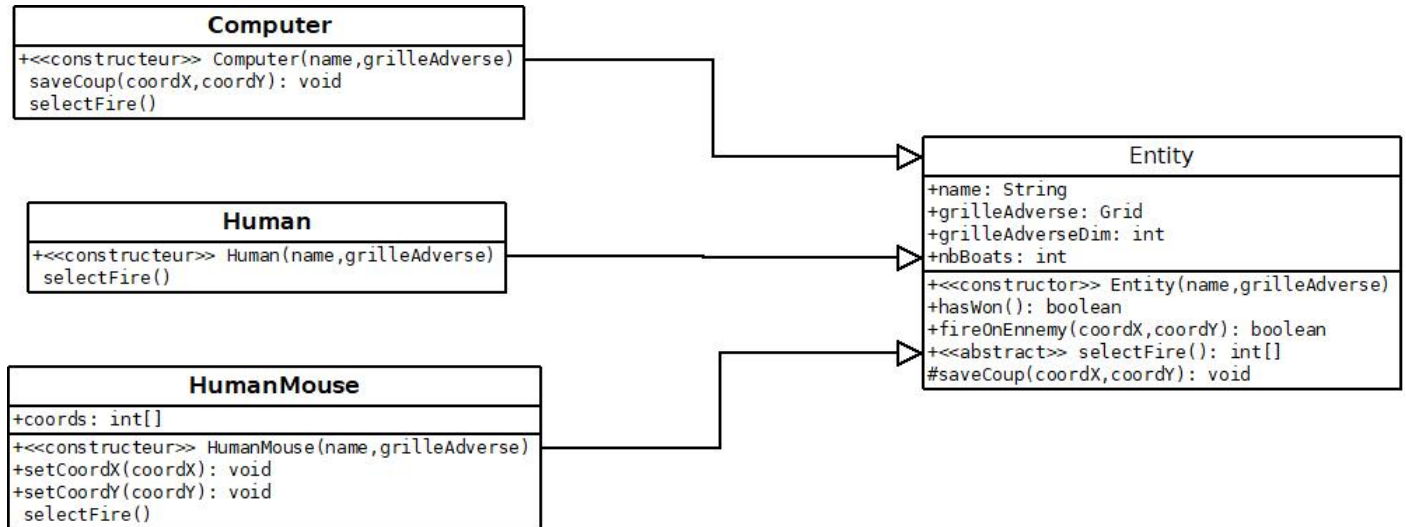 Computer
+<<constructeur>> Computer(name,grilleAdverse)
saveCoup(coordX,coordY): void
selectFire()
Human
+<<constructeur>> Human(name,grilleAdverse)
selectFire()
HumanMouse
+coords: int[]
+<<constructeur>> HumanMouse(name,grilleAdverse)
+setCoordX(coordX): void
+setCoordY(coordY): void
selectFire()
Entity
+name: String
+grilleAdverse: Grid
+grilleAdverseDim: int
+nbBoats: int
+<<constructor>> Entity(name,grilleAdverse)
+hasWon(): boolean
+fireOnEnnemy(coordX,coordY): boolean
+<<abstract>> selectFire(): int[]
#saveCoup(coordX,coordY): void